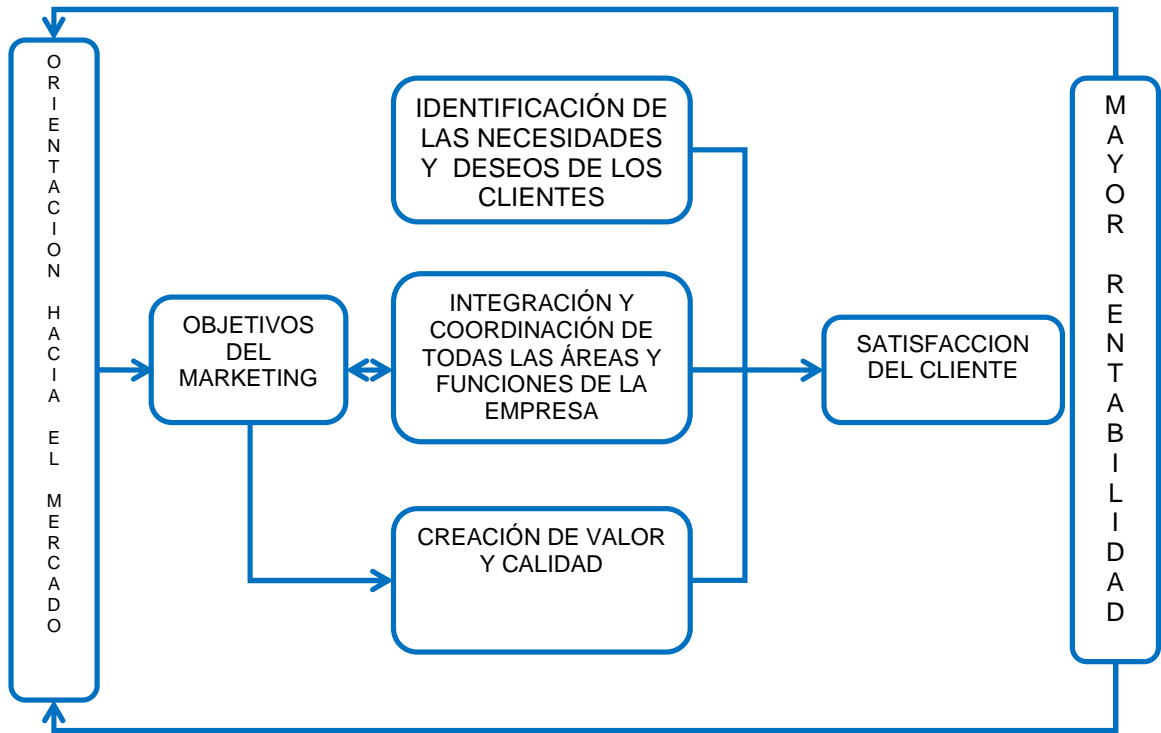 ORIENTACION HACIA EL MERCADO
OBJETIVOS
DEL
MARKETING
IDENTIFICACIÓN DE
LAS NECESIDADES
Y DESEOS DE LOS
CLIENTES
INTEGRACIÓN Y
COORDINACIÓN DE
TODAS LAS ÁREAS Y
FUNCIONES DE LA
EMPRESA
CREACIÓN DE VALOR
Y CALIDAD
SATISFACCION
DEL CLIENTE
MAYOR RENTABILIDAD